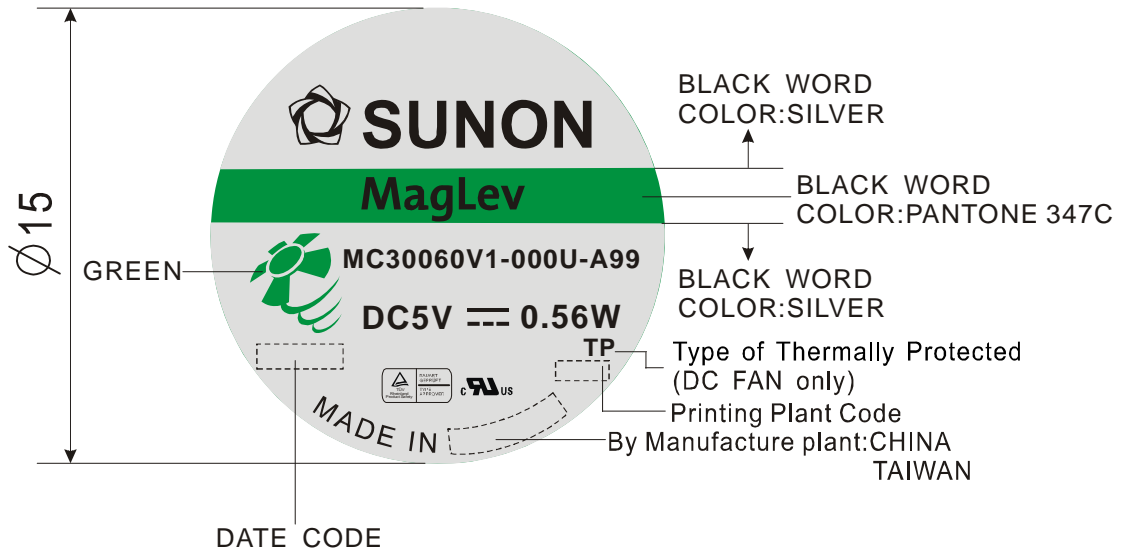 Ø15
SUNON
MagLev
MC30060V1-000U-A99
DC5V 0.56W
TP
TÜV
c US
MADE IN
GREEN
DATE CODE
BLACK WORD
COLOR:SILVER
BLACK WORD
COLOR:PANTONE 347C
BLACK WORD
COLOR:SILVER
Type of Thermally Protected
(DC FAN only)
Printing Plant Code
By Manufacture plant:CHINA
TAIWAN